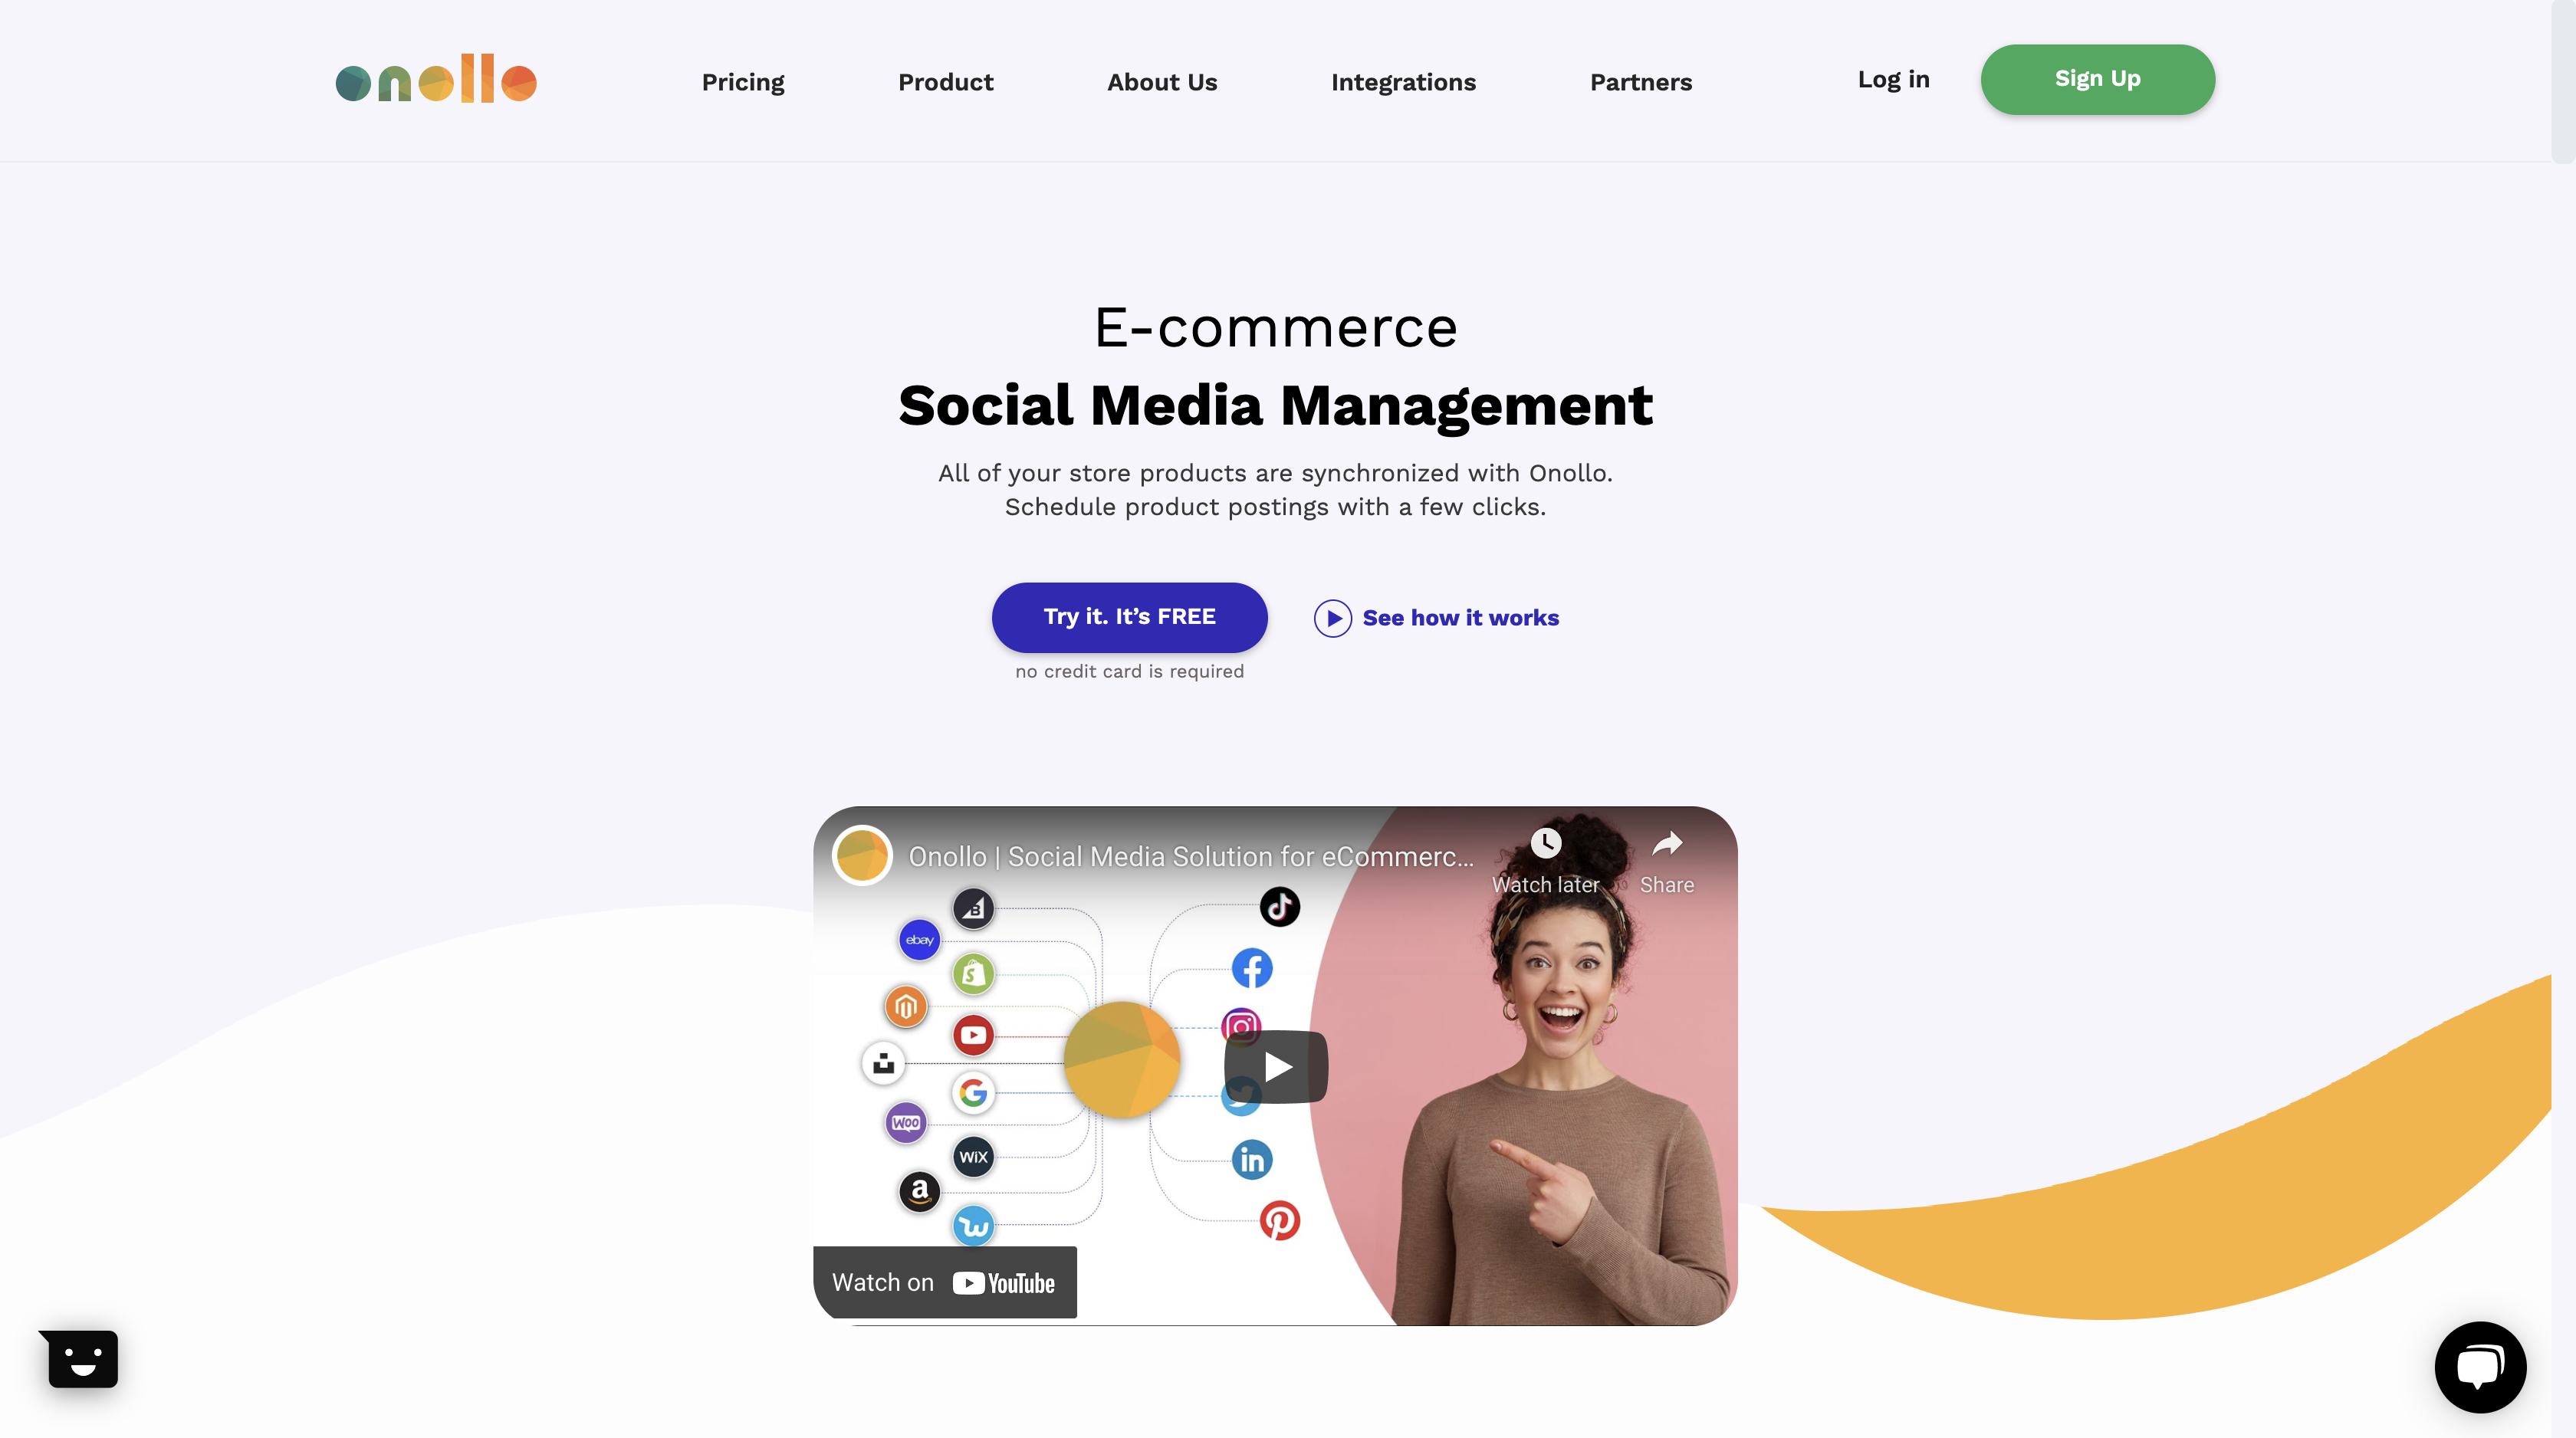 onollo
Pricing
Product
About Us
Integrations
Partners
Log in
Sign Up
E-commerce
Social Media Management
All of your store products are synchronized with Onollo.
Schedule product postings with a few clicks.
Try it. It’s FREE
See how it works
no credit card is required
Onollo | Social Media Solution for eCommerc...
Watch later
Share
B
ebay
S
G
Woo
WiX
a
w
in
Watch on YouTube